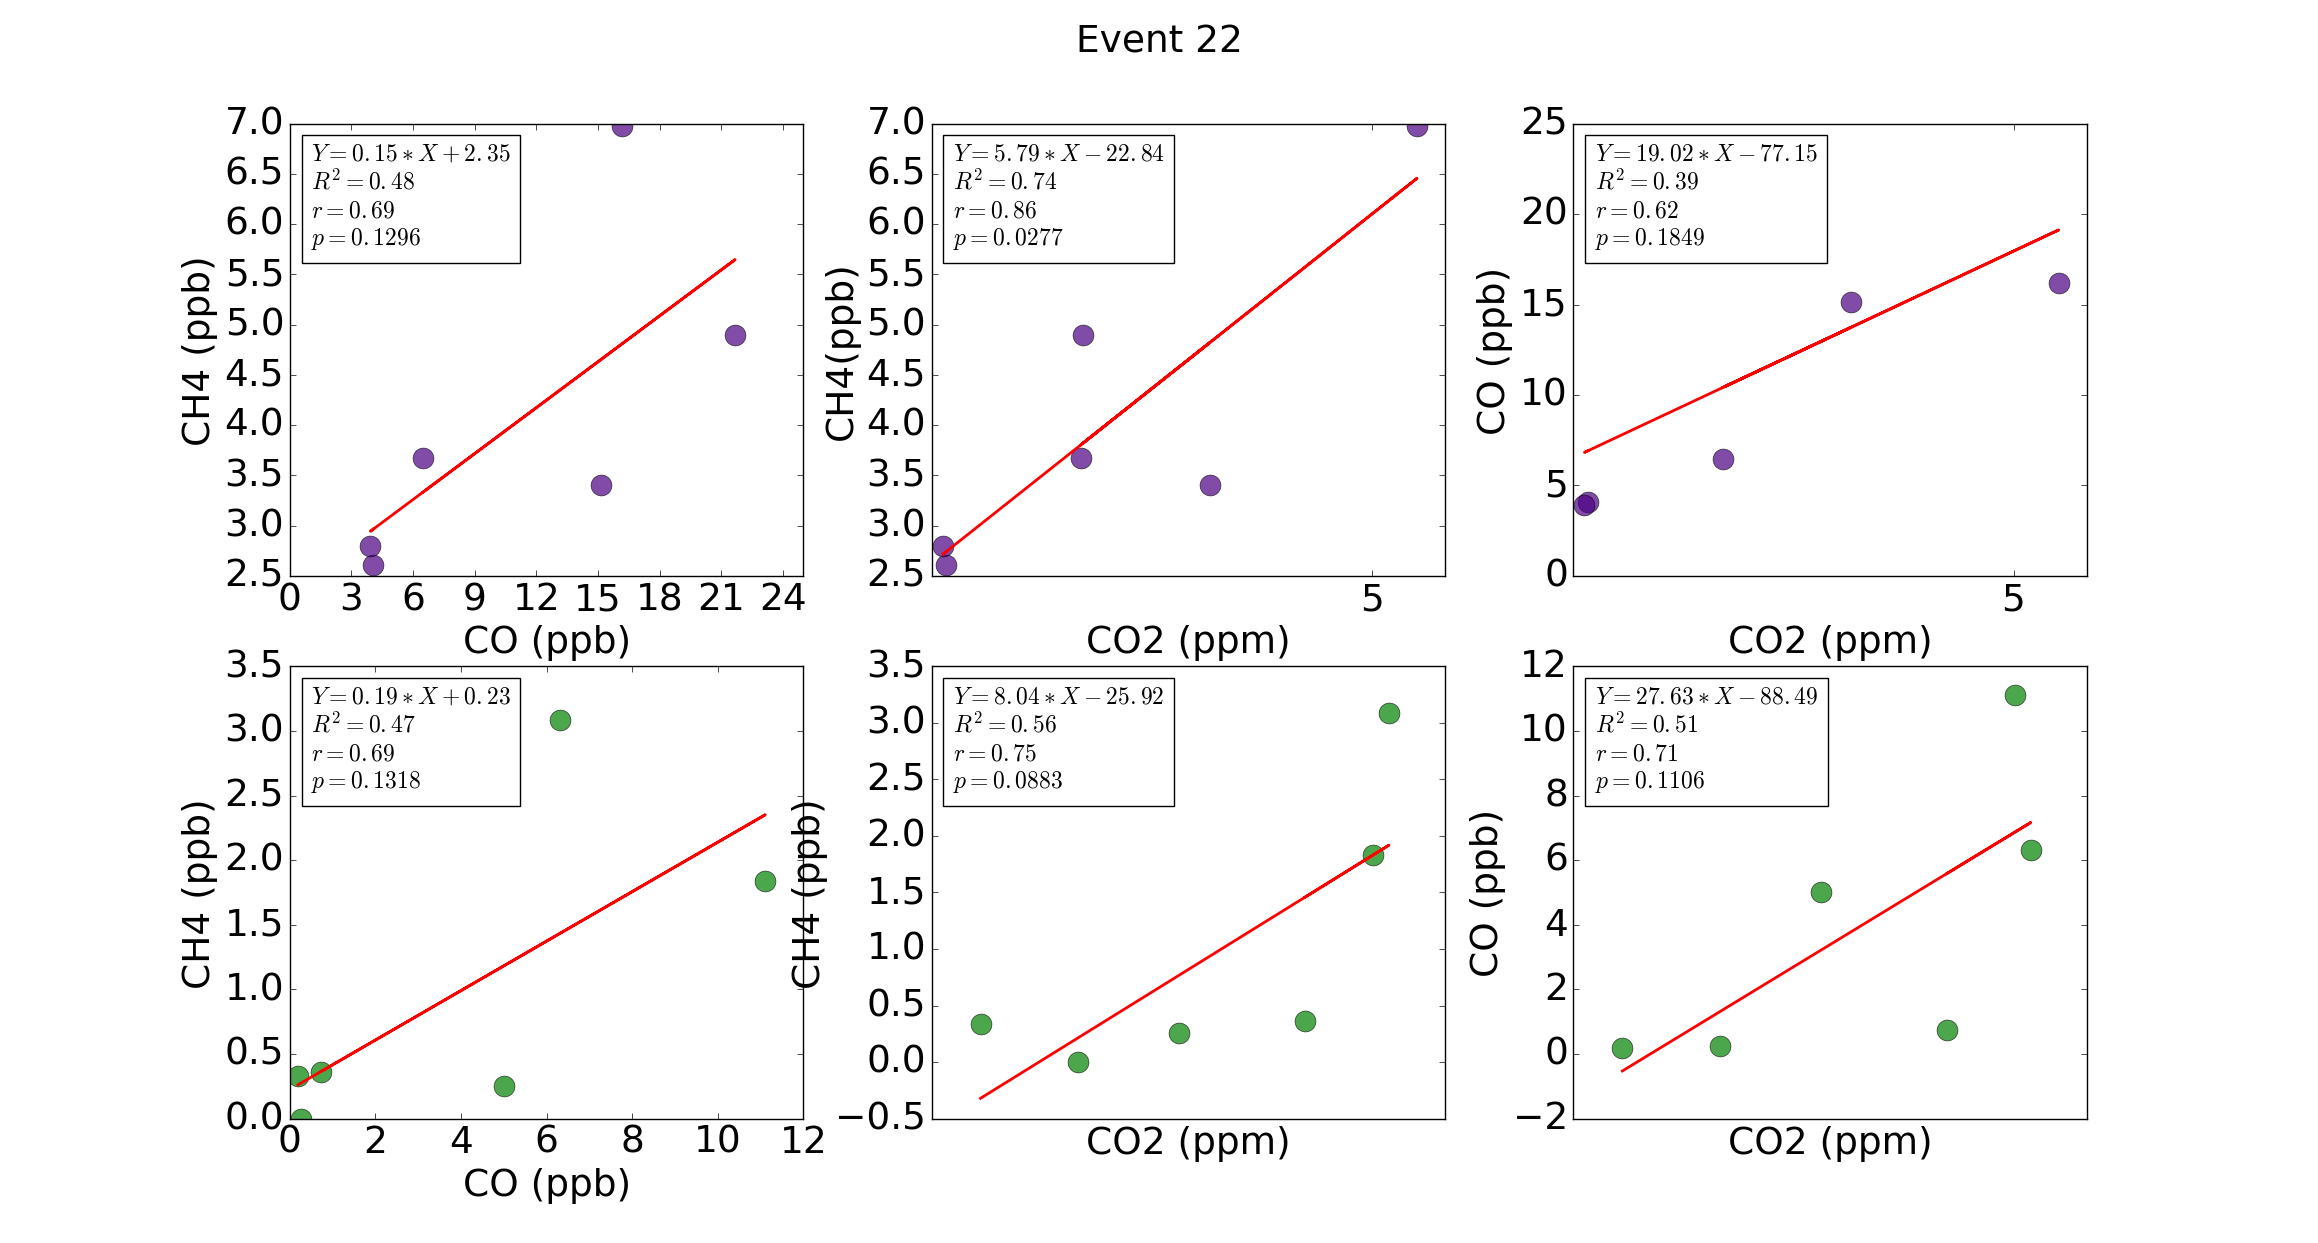 Event 22
7.0
6.5
6.0
5.5
5.0
4.5
4.0
3.5
3.0
2.5
CH4 (ppb)
Y = 0.15 ∗ X + 2.35
R² = 0.48
r = 0.69
p = 0.1296
0 3 6 9 12 15 18 21 24
CO (ppb)
7.0
6.5
6.0
5.5
5.0
4.5
4.0
3.5
3.0
2.5
CH4(ppb)
Y = 5.79 ∗ X − 22.84
R² = 0.74
r = 0.86
p = 0.0277
5
CO2 (ppm)
25
20
15
10
5
0
CO (ppb)
Y = 19.02 ∗ X − 77.15
R² = 0.39
r = 0.62
p = 0.1849
5
CO2 (ppm)
3.5
3.0
2.5
2.0
1.5
1.0
0.5
0.0
CH4 (ppb)
Y = 0.19 ∗ X + 0.23
R² = 0.47
r = 0.69
p = 0.1318
0 2 4 6 8 10 12
CO (ppb)
3.5
3.0
2.5
2.0
1.5
1.0
0.5
0.0
−0.5
CH4 (ppb)
Y = 8.04 ∗ X − 25.92
R² = 0.56
r = 0.75
p = 0.0883
CO2 (ppm)
12
10
8
6
4
2
0
−2
CO (ppb)
Y = 27.63 ∗ X − 88.49
R² = 0.51
r = 0.71
p = 0.1106
CO2 (ppm)